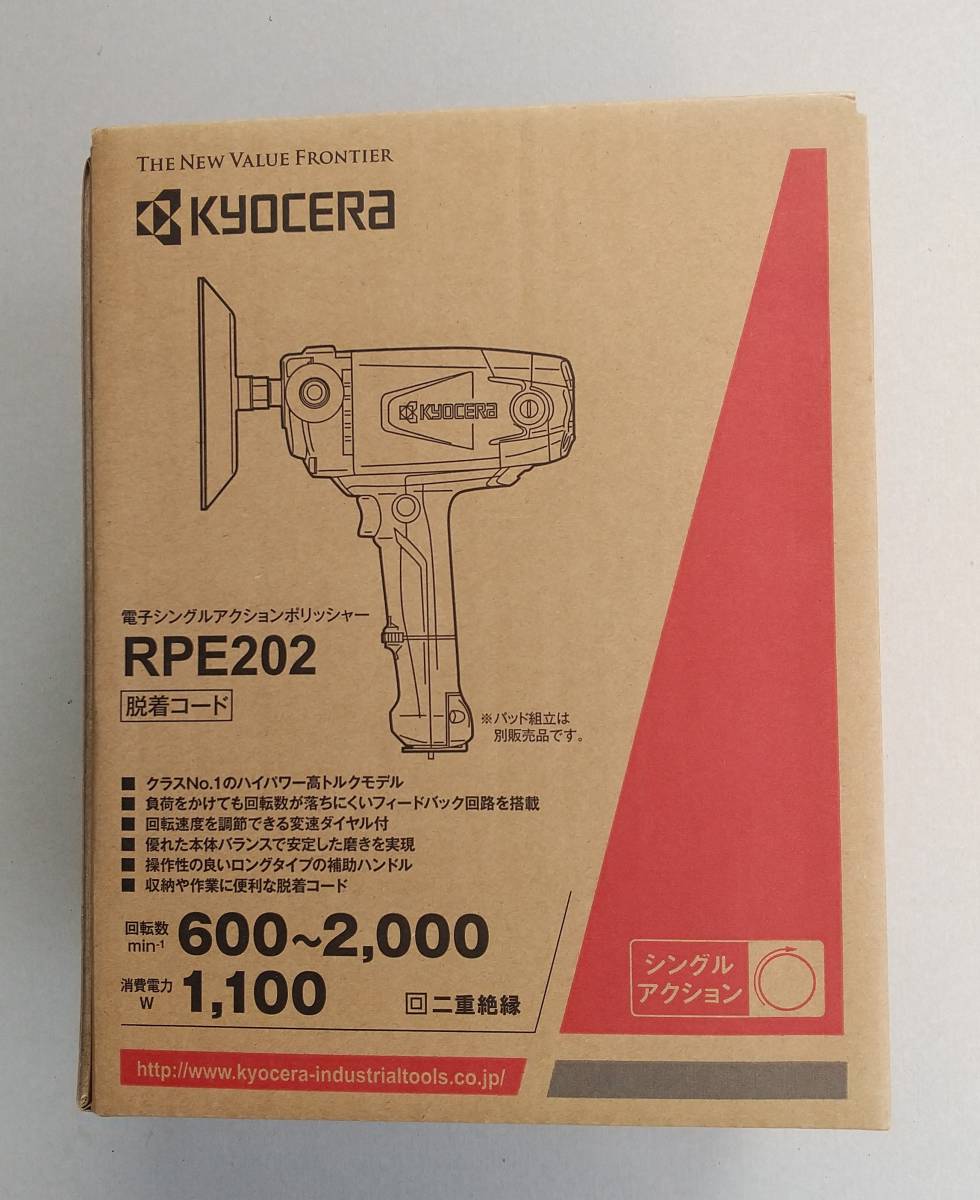 THE NEW VALUE FRONTIER
KYOCERA
KYOCERA
電子シングルアクションポリッシャー
RPE202
脱着コード
※パッド組立は
別販売品です。
■ クラスNo.1のハイパワー高トルクモデル
■ 負荷をかけても回転数が落ちにくいフィードバック回路を搭載
■ 回転速度を調節できる変速ダイヤル付
■ 優れた本体バランスで安定した磨きを実現
■ 操作性の良いロングタイプの補助ハンドル
■ 収納や作業に便利な脱着コード
回転数 min-1 600~2,000
消費電力 W 1,100
回 二重絶縁
シングル
アクション
http://www.kyocera-industrialtools.co.jp/